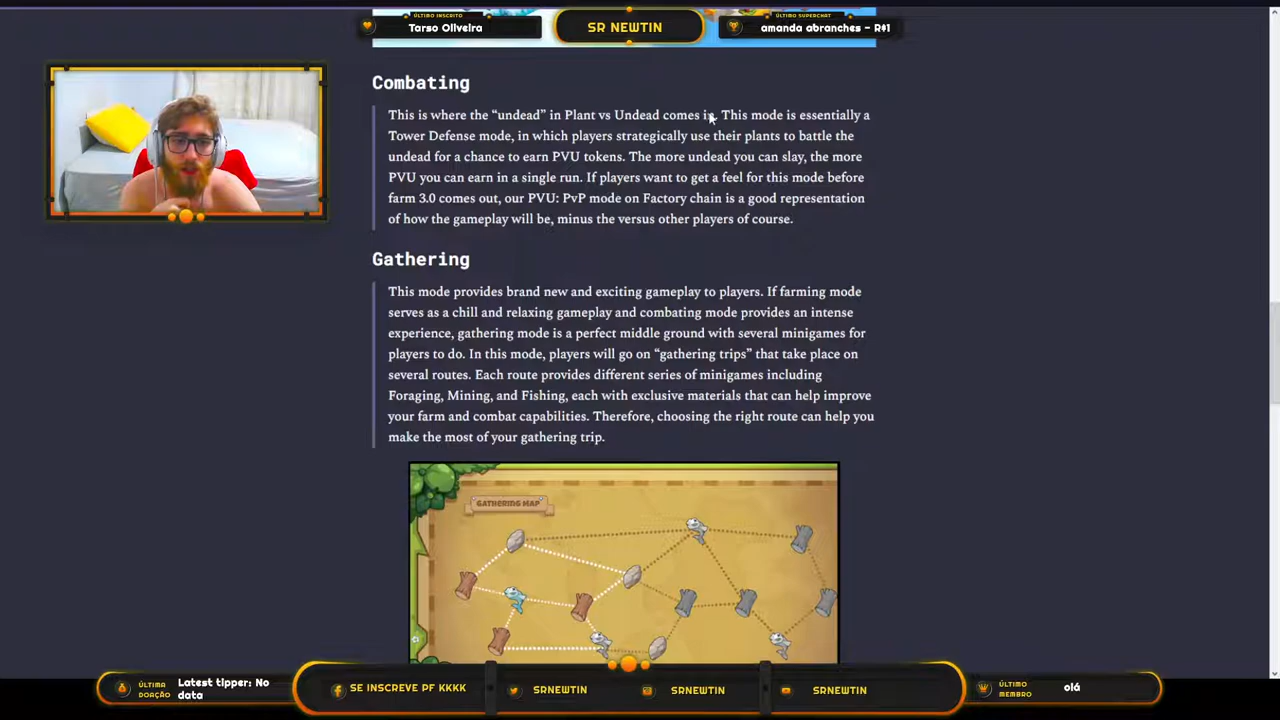 ÚLTIMO INSCRITO
Tarso Oliveira
SR NEWTIN
ÚLTIMO SUPERCHAT
amanda abranches - R$1
Combating
This is where the “undead” in Plant vs Undead comes in. This mode is essentially a
Tower Defense mode, in which players strategically use their plants to battle the
undead for a chance to earn PVU tokens. The more undead you can slay, the more
PVU you can earn in a single run. If players want to get a feel for this mode before
farm 3.0 comes out, our PVU: PvP mode on Factory chain is a good representation
of how the gameplay will be, minus the versus other players of course.
Gathering
This mode provides brand new and exciting gameplay to players. If farming mode
serves as a chill and relaxing gameplay and combating mode provides an intense
experience, gathering mode is a perfect middle ground with several minigames for
players to do. In this mode, players will go on “gathering trips” that take place on
several routes. Each route provides different series of minigames including
Foraging, Mining, and Fishing, each with exclusive materials that can help improve
your farm and combat capabilities. Therefore, choosing the right route can help you
make the most of your gathering trip.
GATHERING MAP
ÚLTIMA
DOAÇÃO
Latest tipper: No
data
SE INSCREVE PF KKKK
SRNEWTIN
SRNEWTIN
SRNEWTIN
ÚLTIMO
MEMBRO
olá